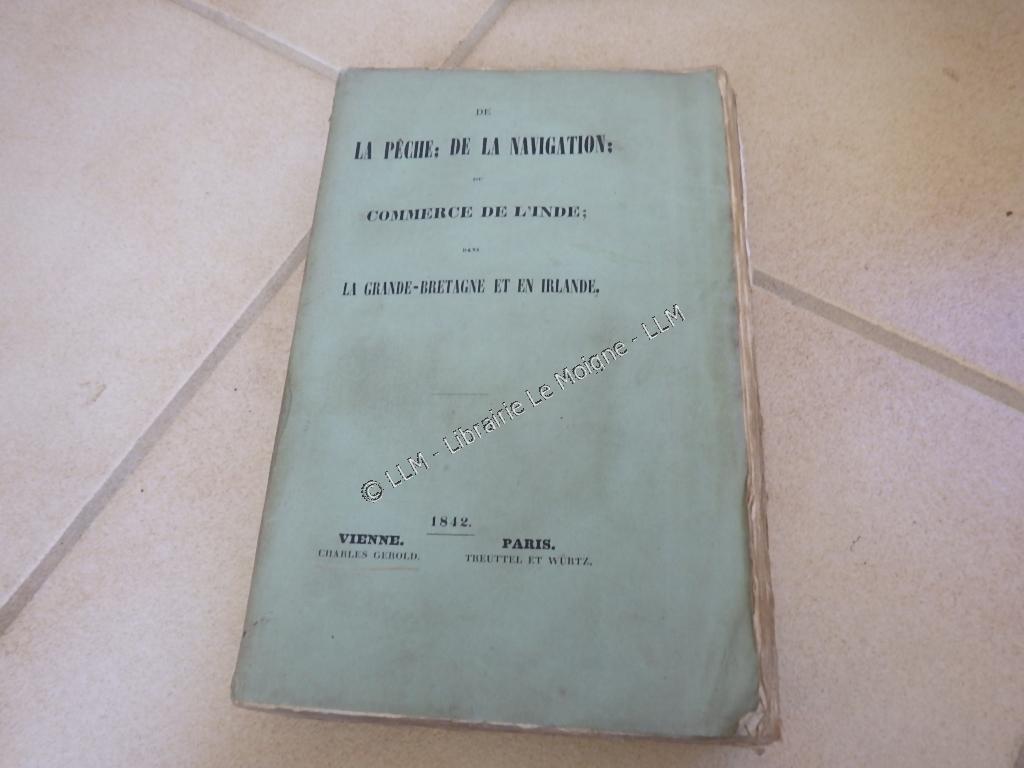 DE
LA PÊCHE; DE LA NAVIGATION;
DU
COMMERCE DE L'INDE;
DANS
LA GRANDE-BRETAGNE ET EN IRLANDE,
© LLM - Librairie Le Moigne - LLM
1842.
VIENNE.
CHARLES GEROLD.
PARIS.
TREUTTEL ET WÜRTZ.